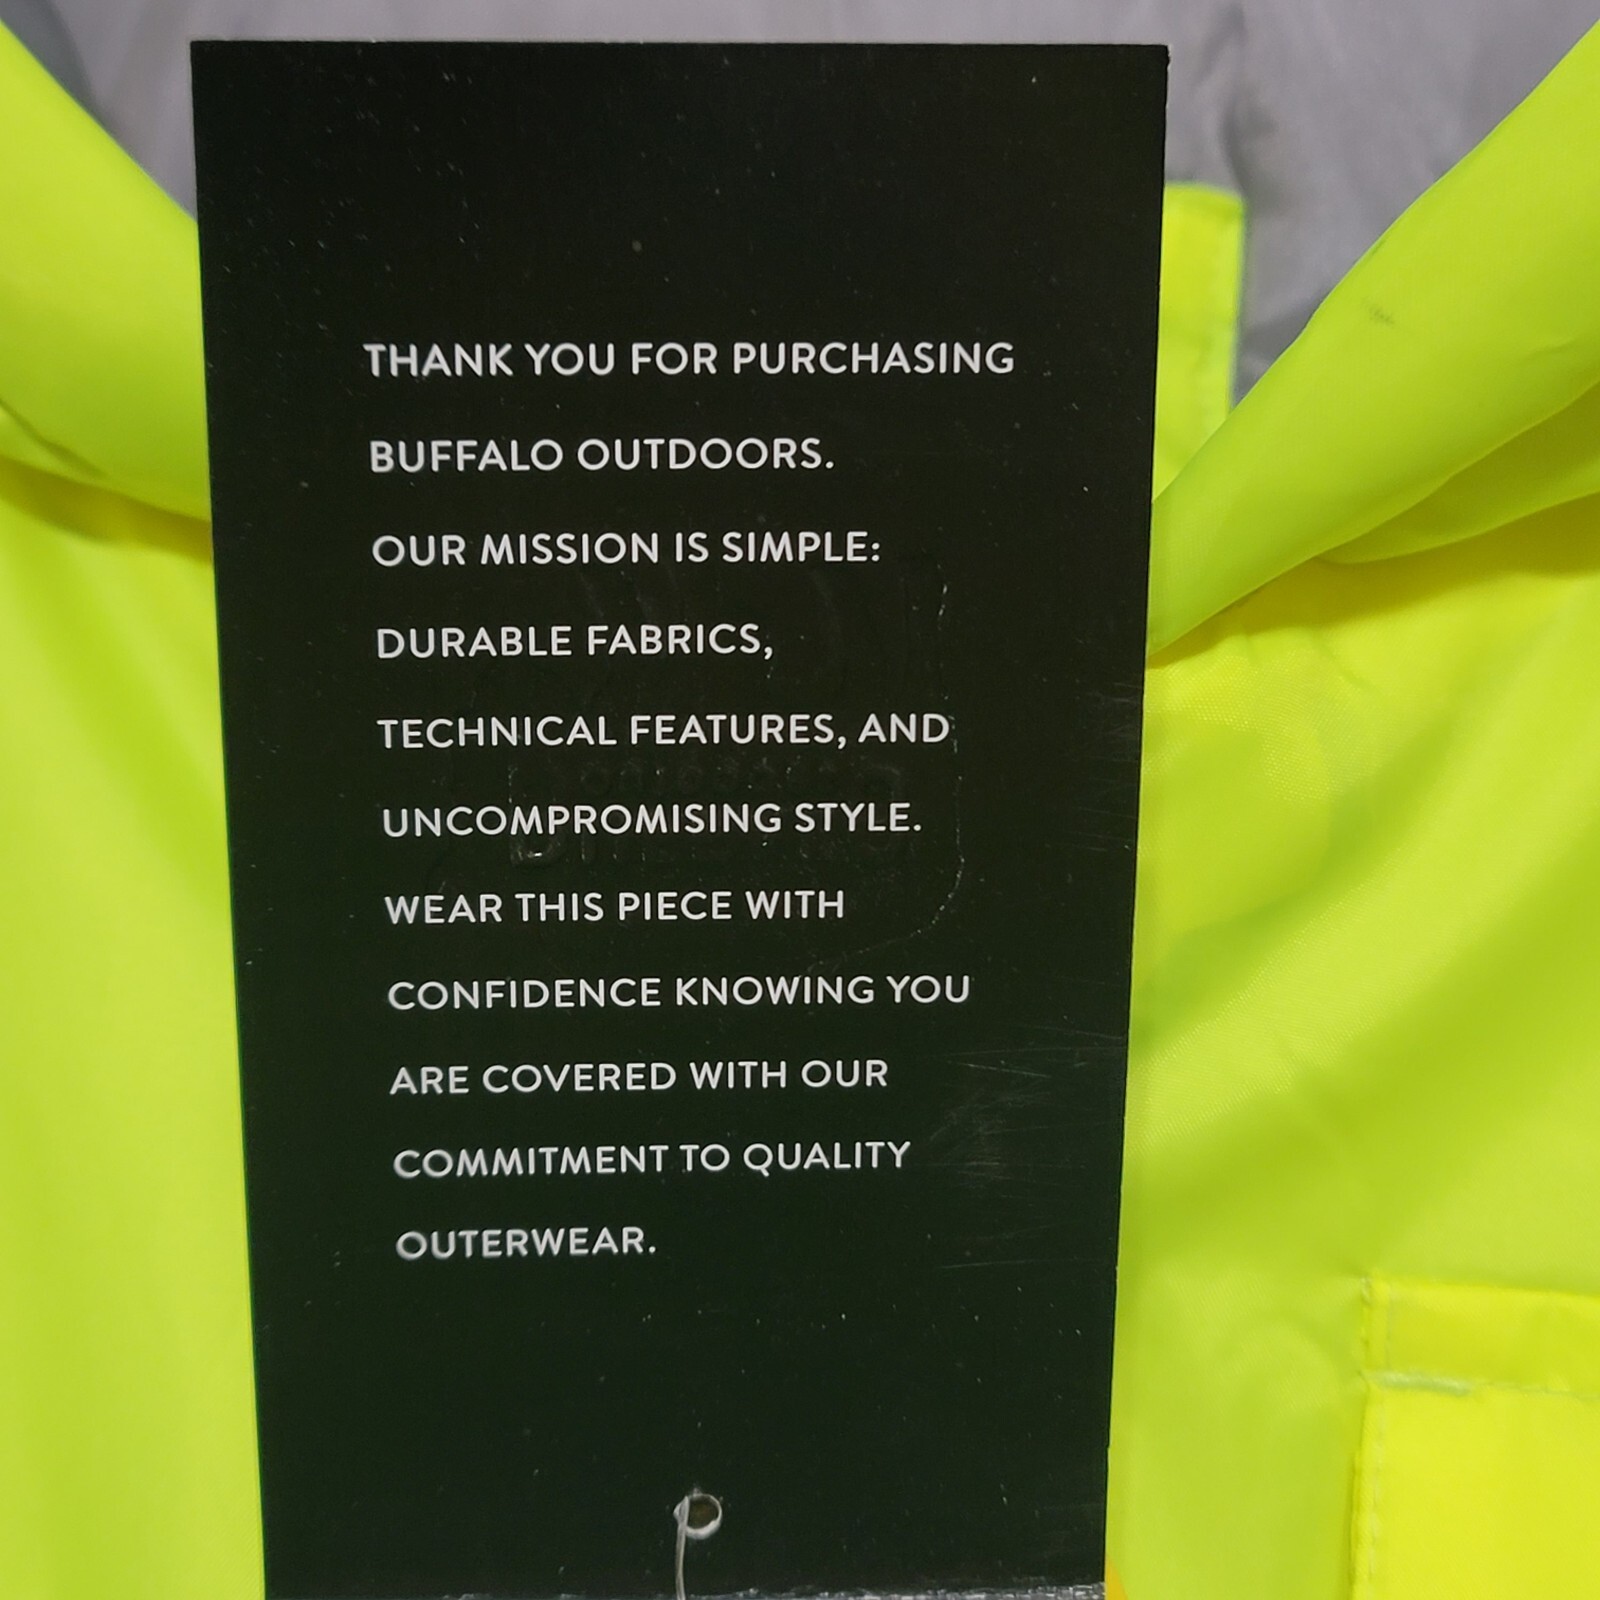 THANK YOU FOR PURCHASING
BUFFALO OUTDOORS.
OUR MISSION IS SIMPLE:
DURABLE FABRICS,
TECHNICAL FEATURES, AND
UNCOMPROMISING STYLE.
WEAR THIS PIECE WITH
CONFIDENCE KNOWING YOU
ARE COVERED WITH OUR
COMMITMENT TO QUALITY
OUTERWEAR.